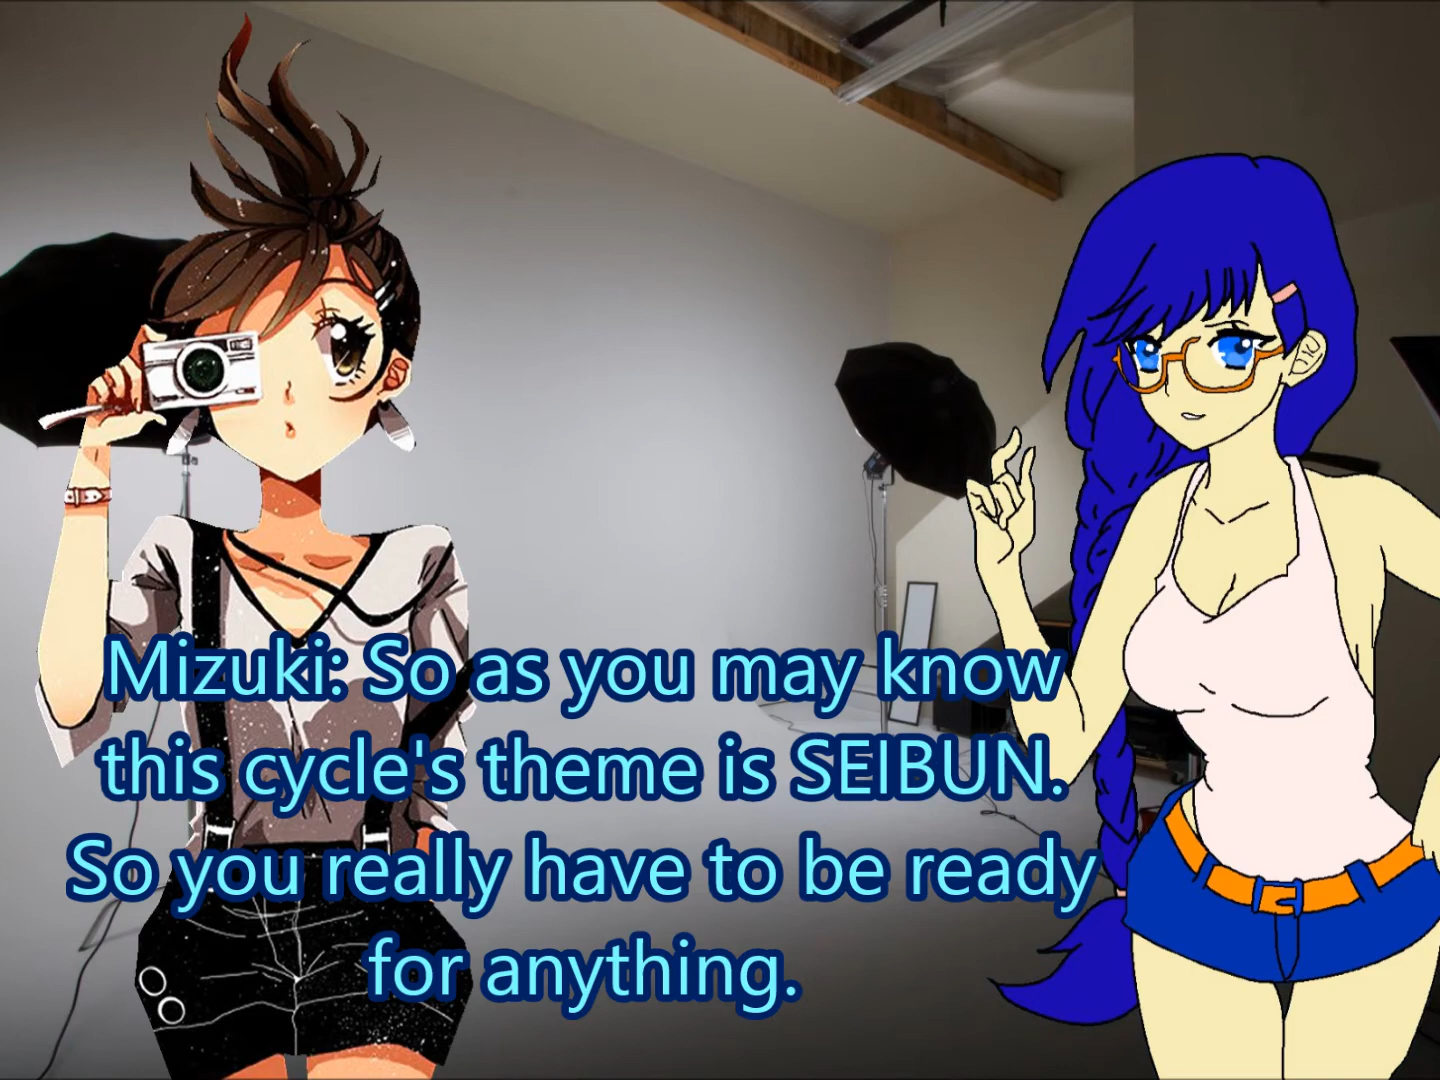 Mizuki: So as you may know
this cycle's theme is SEIBUN.
So you really have to be ready
for anything.